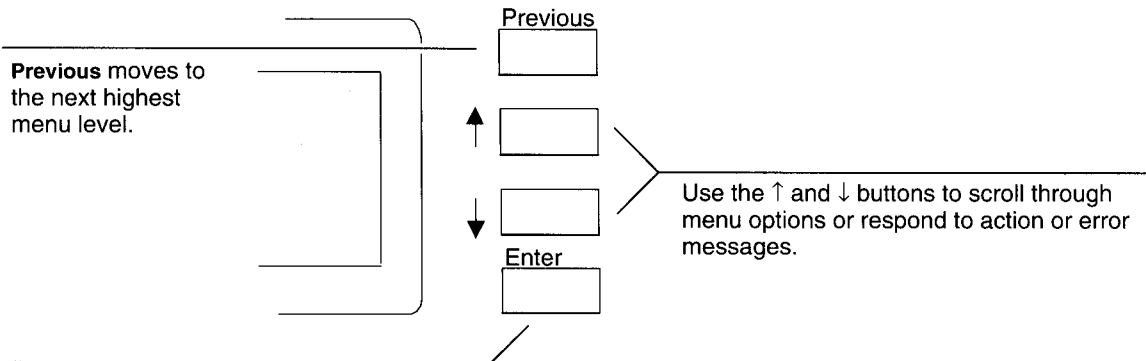 Previous
Previous moves to
the next highest
menu level.
Use the ↑ and ↓ buttons to scroll through
menu options or respond to action or error
messages.
Enter